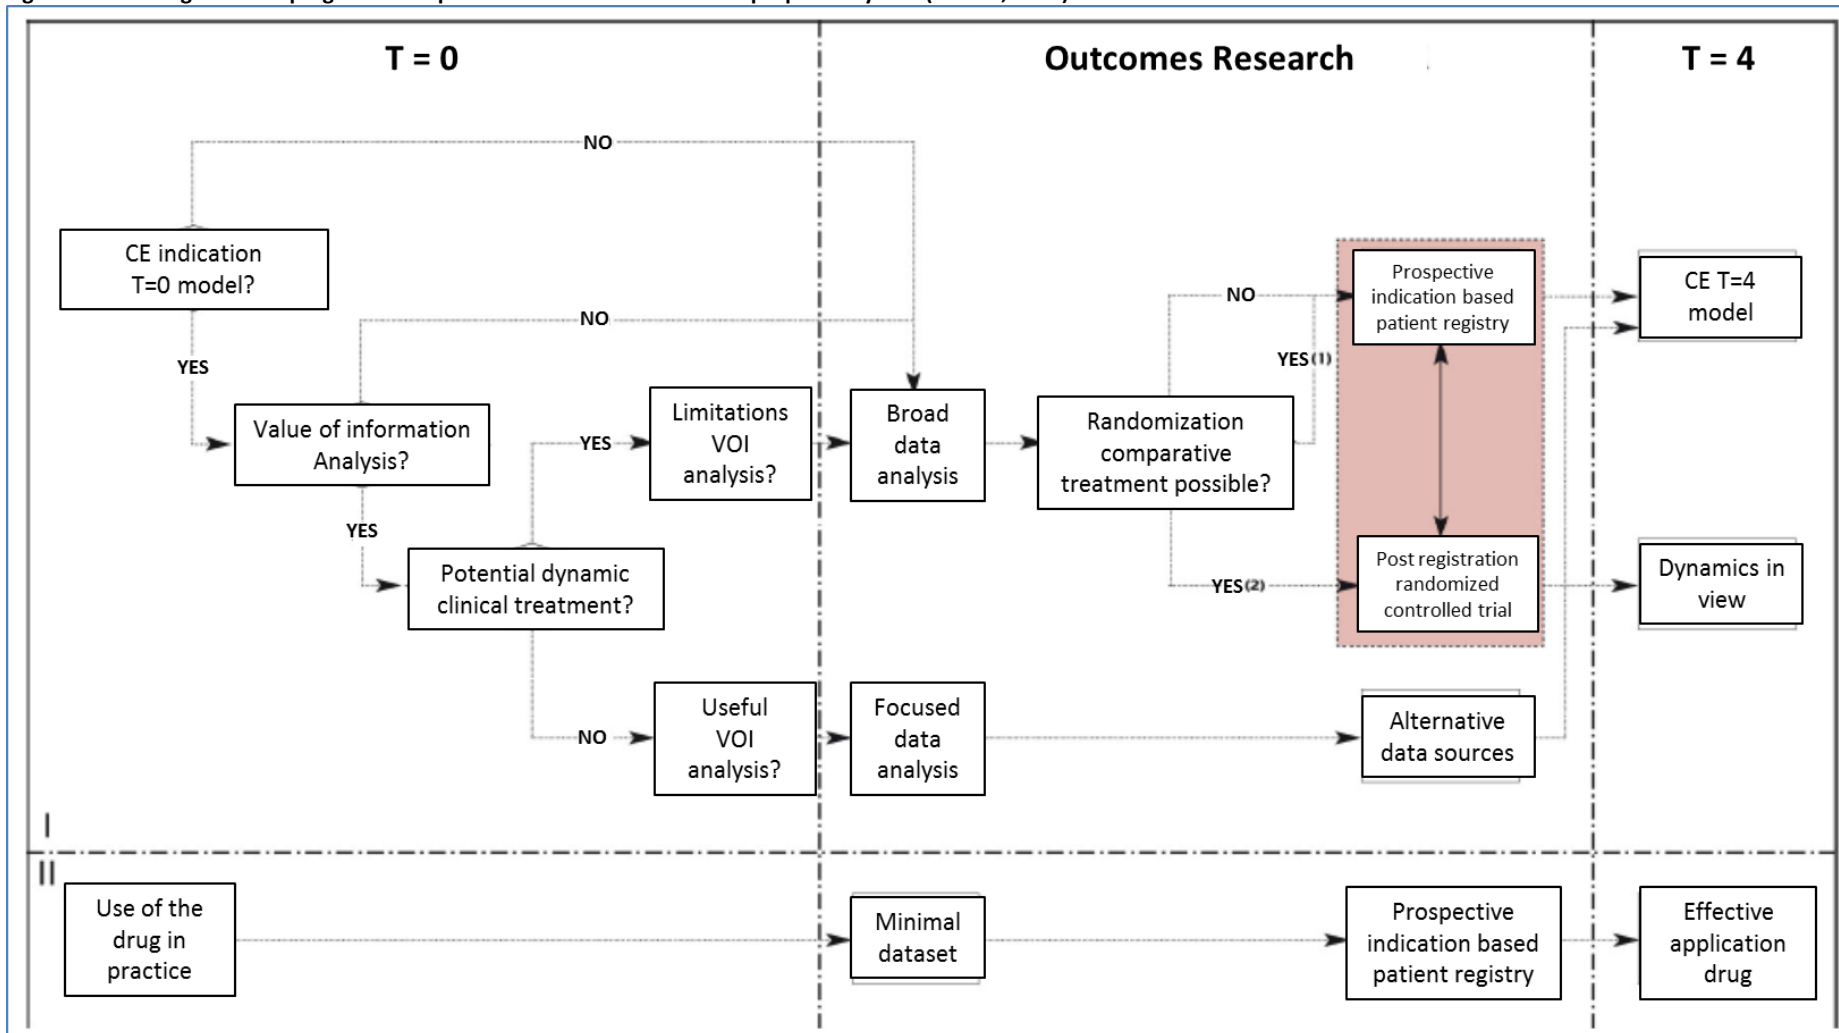 T = 0
Outcomes Research
T = 4
NO
CE indication
T=0 model?
YES
NO
Value of information
Analysis?
YES
Potential dynamic
clinical treatment?
YES
Limitations
VOI
analysis?
NO
Useful
VOI
analysis?
Broad
data
analysis
Focused
data
analysis
Randomization
comparative
treatment possible?
NO
YES(1)
YES(2)
Prospective
indication based
patient registry
Post registration
randomized
controlled trial
Alternative
data sources
CE T=4
model
Dynamics in
view
I
II
Use of the
drug in
practice
Minimal
dataset
Prospective
indication based
patient registry
Effective
application
drug